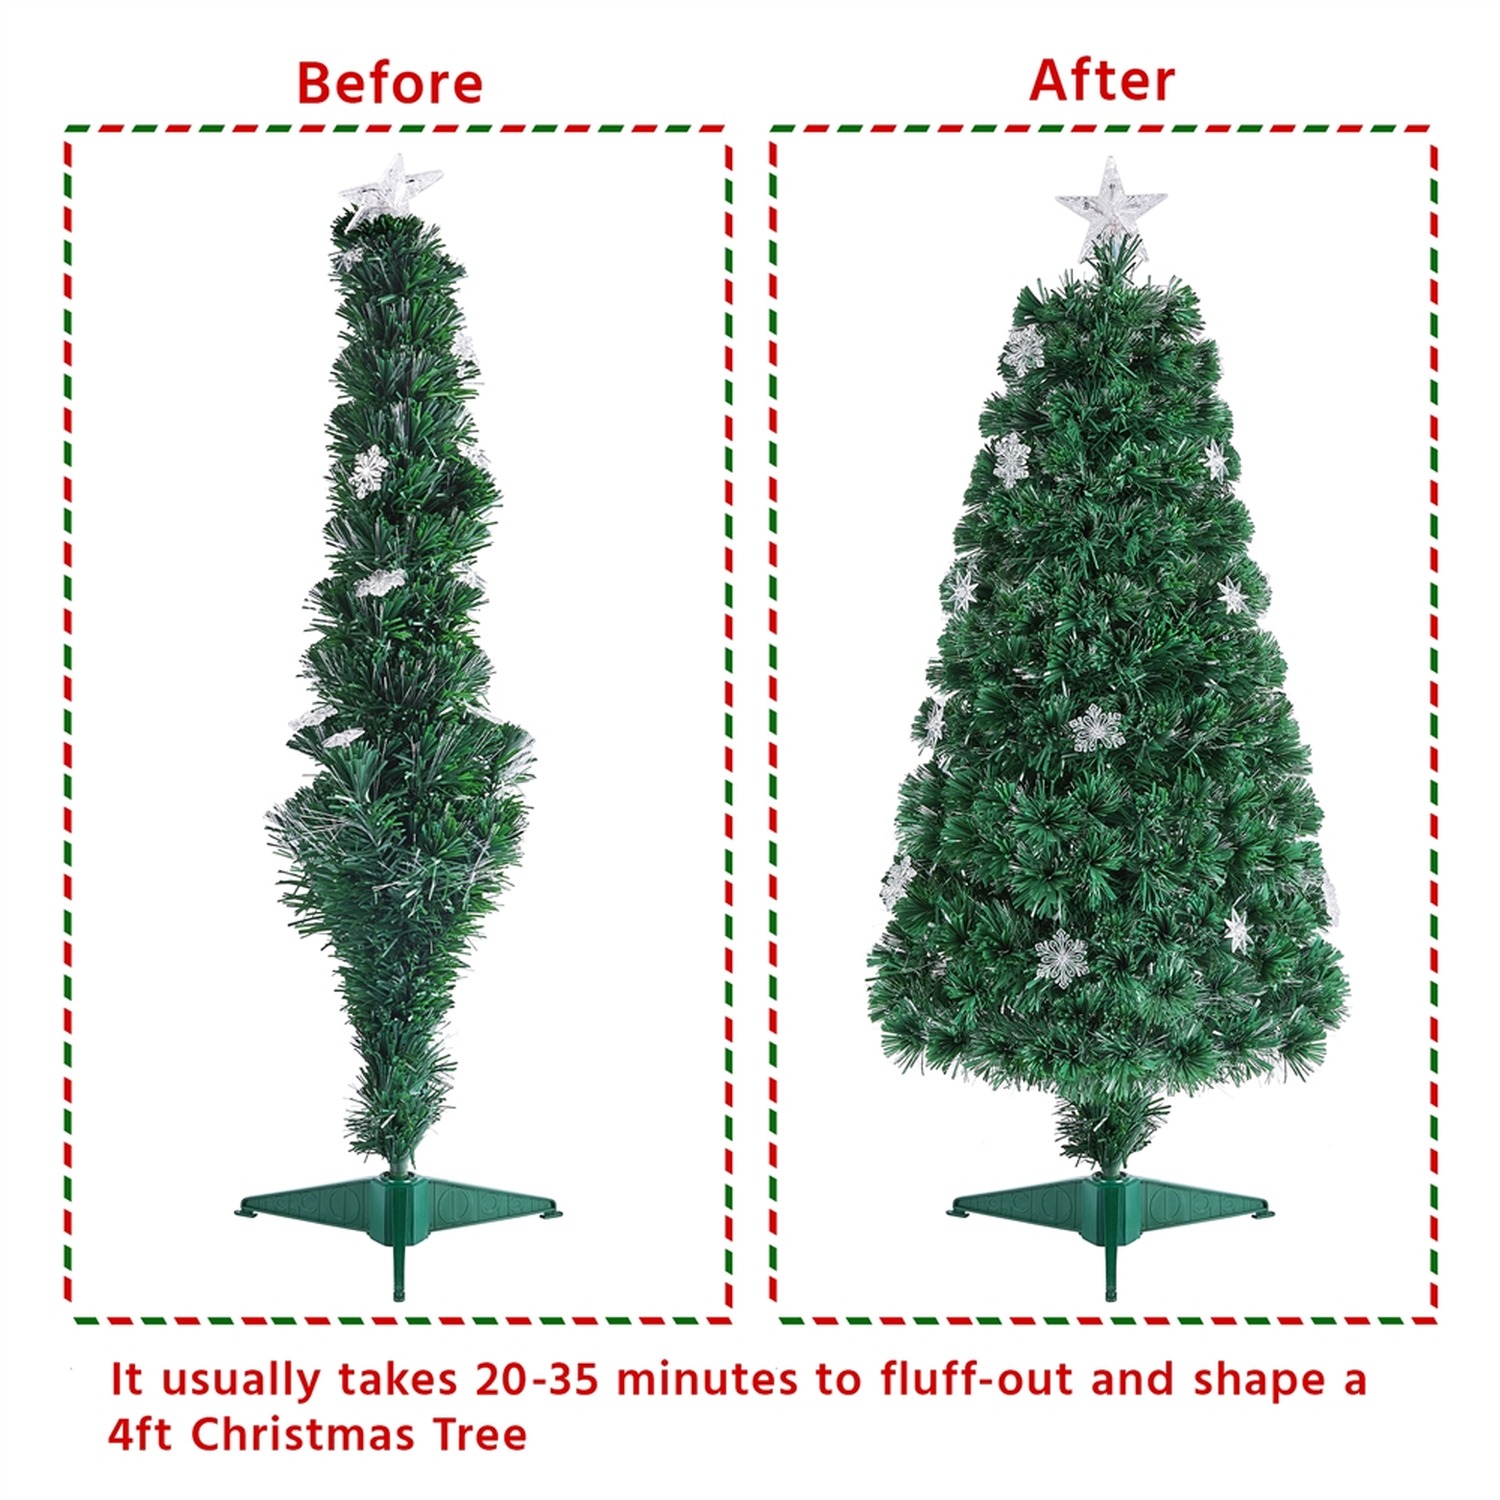 Before
After
It usually takes 20-35 minutes to fluff-out and shape a
4ft Christmas Tree